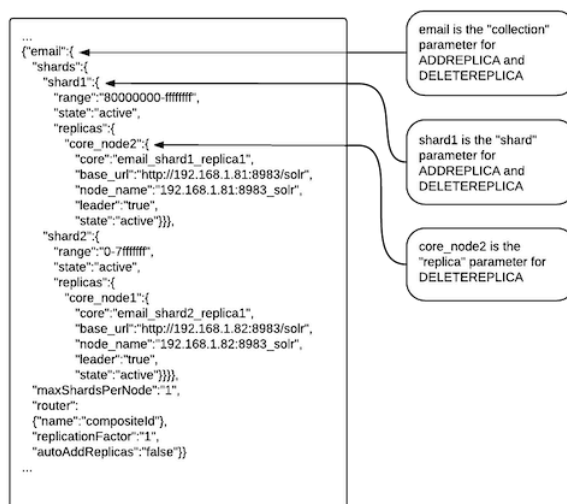 ...
{"email":{
"shards":{
"shard1":{
"range":"80000000-ffffffff",
"state":"active",
"replicas":{
"core_node2":{
"core":"email_shard1_replica1",
"base_url":"http://192.168.1.81:8983/solr",
"node_name":"192.168.1.81:8983_solr",
"leader":"true",
"state":"active"}}},
"shard2":{
"range":"0-7fffffff",
"state":"active",
"replicas":{
"core_node1":{
"core":"email_shard2_replica1",
"base_url":"http://192.168.1.82:8983/solr",
"node_name":"192.168.1.82:8983_solr",
"leader":"true",
"state":"active"}}}},
"maxShardsPerNode":"1",
"router":
{"name":"compositeId"},
"replicationFactor":"1",
"autoAddReplicas":"false"}}
...
email is the "collection"
parameter for
ADDREPLICA and
DELETEREPLICA
shard1 is the "shard"
parameter for
ADDREPLICA and
DELETEREPLICA
core_node2 is the
"replica" parameter for
DELETEREPLICA